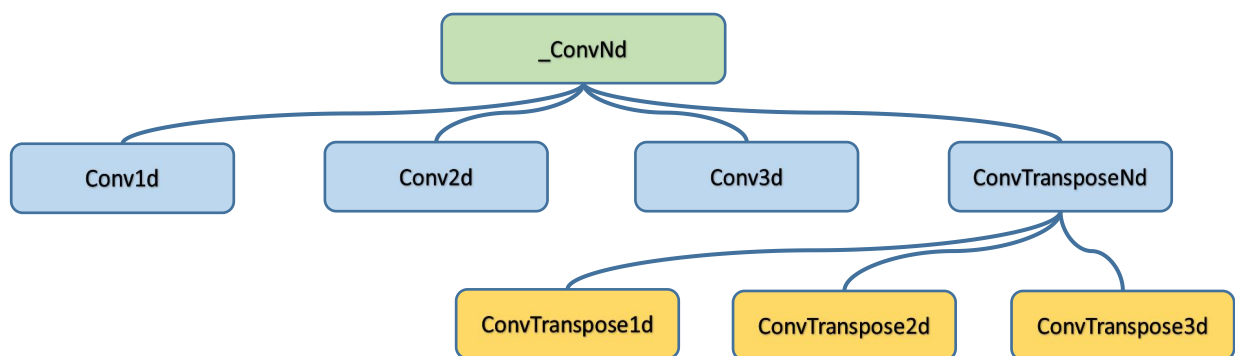 _ConvNd
Conv1d
Conv2d
Conv3d
ConvTransposeNd
ConvTranspose1d
ConvTranspose2d
ConvTranspose3d